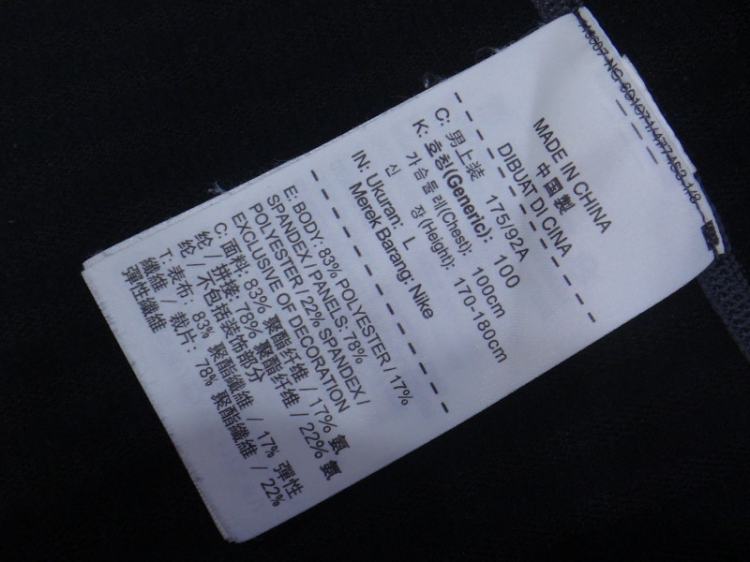 MADE IN CHINA
中國製
DIBUAT DI CINA
C: 男上装 175/92A
K: 호칭(Generic): 100
가슴둘레(Chest): 100cm
신 장(Height): 170-180cm
IN: Ukuran: L
Merek Barang: Nike
E: BODY: 83% POLYESTER / 17%
SPANDEX / PANELS: 78%
POLYESTER / 22% SPANDEX /
EXCLUSIVE OF DECORATION
C: 面料: 83% 聚酯纤维 / 17% 氨
纶 / 拼接: 78% 聚酯纤维 / 22% 氨
纶 / 不包括装饰部分
T: 表布: 83% 聚酯纖維 / 17% 彈性
纖維 / 裁片: 78% 聚酯纖維 / 22%
彈性纖維